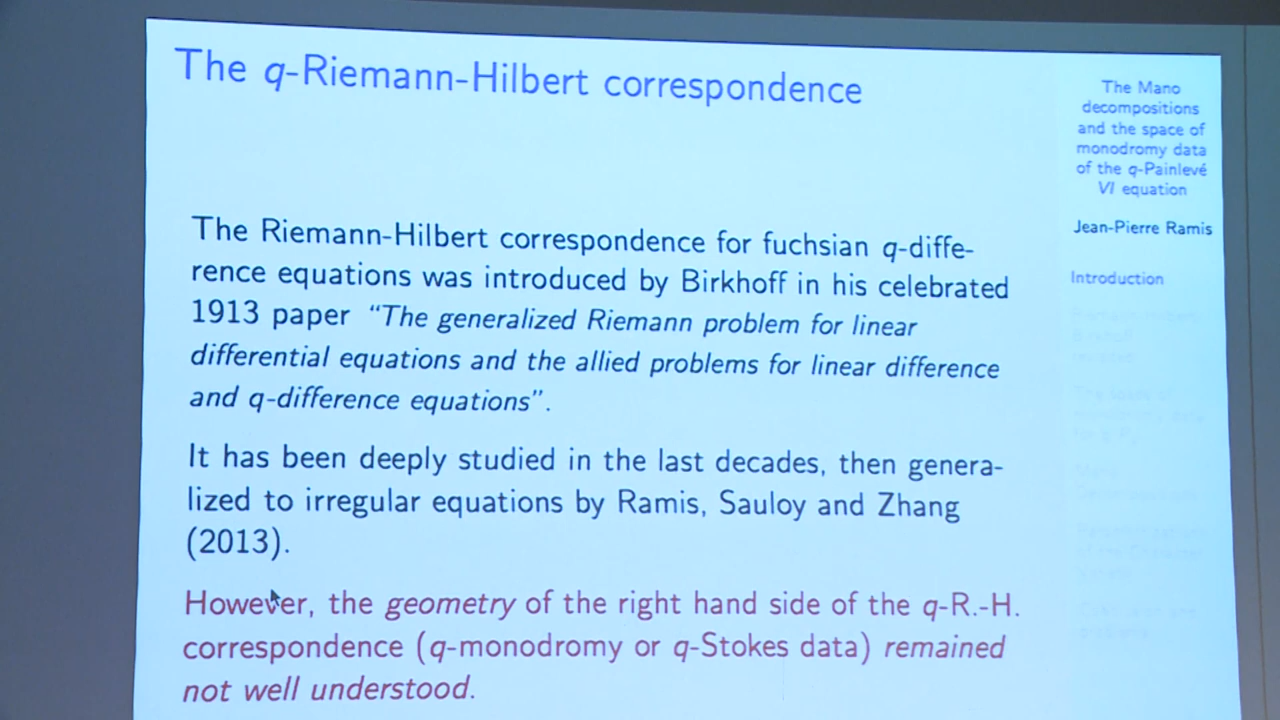 The q-Riemann-Hilbert correspondence
The Riemann-Hilbert correspondence for fuchsian q-diffe-
rence equations was introduced by Birkhoff in his celebrated
1913 paper “The generalized Riemann problem for linear
differential equations and the allied problems for linear difference
and q-difference equations”.
It has been deeply studied in the last decades, then genera-
lized to irregular equations by Ramis, Sauloy and Zhang
(2013).
However, the geometry of the right hand side of the q-R.-H.
correspondence (q-monodromy or q-Stokes data) remained
not well understood.
The Mano
decompositions
and the space of
monodromy data
of the q-Painlevé
VI equation
Jean-Pierre Ramis
Introduction